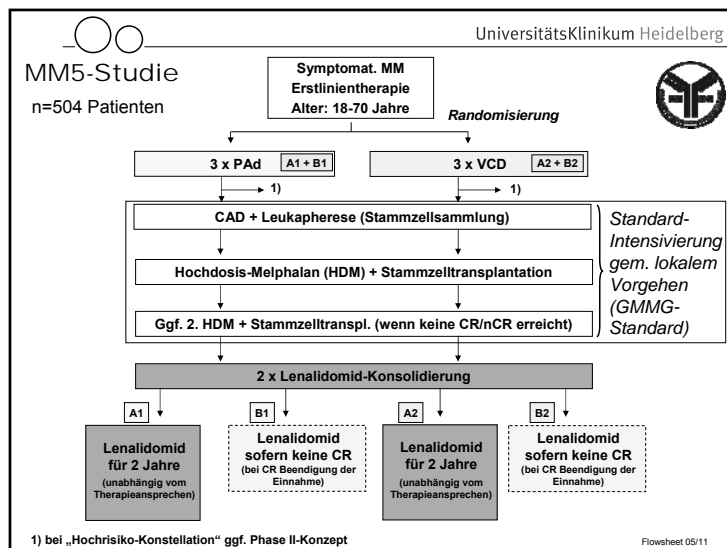 UniversitätsKlinikum Heidelberg
MM5-Studie
n=504 Patienten
Symptomat. MM
Erstlinientherapie
Alter: 18-70 Jahre
Randomisierung
3 x PAd
A1 + B1
3 x VCD
A2 + B2
1)
1)
CAD + Leukapherese (Stammzellsammlung)
Hochdosis-Melphalan (HDM) + Stammzelltransplantation
Ggf. 2. HDM + Stammzelltranspl. (wenn keine CR/nCR erreicht)
Standard-
Intensivierung
gem. lokalem
Vorgehen
(GMMG-
Standard)
2 x Lenalidomid-Konsolidierung
A1
B1
A2
B2
Lenalidomid
für 2 Jahre
(unabhängig vom
Therapieansprechen)
Lenalidomid
sofern keine CR
(bei CR Beendigung der
Einnahme)
Lenalidomid
für 2 Jahre
(unabhängig vom
Therapieansprechen)
Lenalidomid
sofern keine CR
(bei CR Beendigung der
Einnahme)
1) bei „Hochrisiko-Konstellation“ ggf. Phase II-Konzept
Flowsheet 05/11